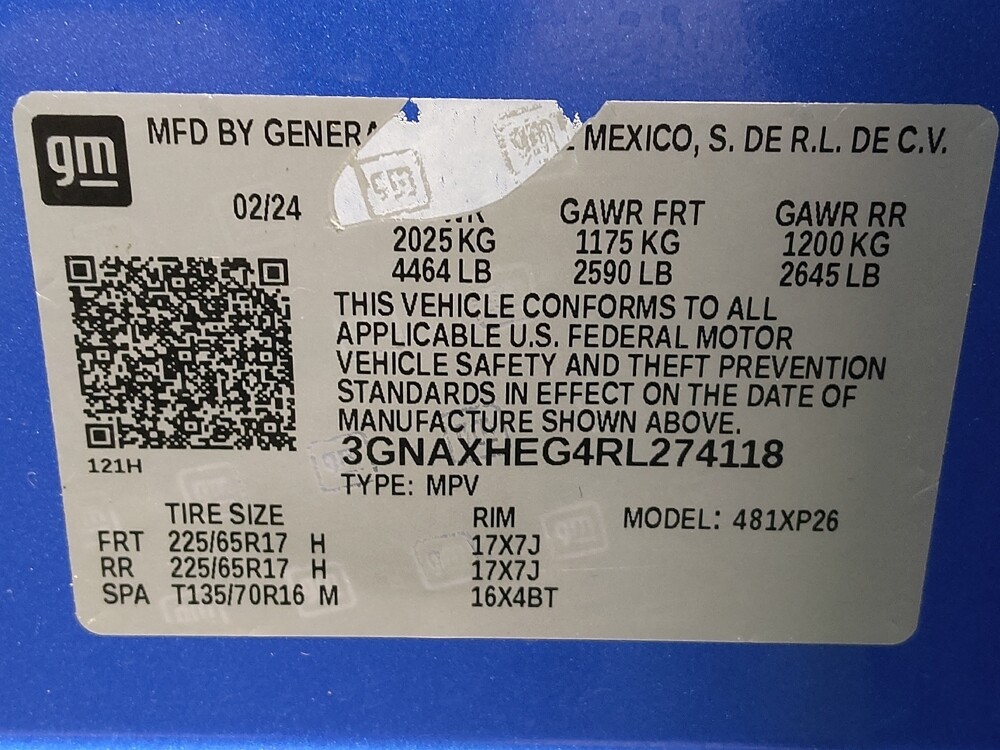 gm
MFD BY GENERA MEXICO, S. DE R.L. DE C.V.
02/24
GAWR FRT GAWR RR
2025 KG 1175 KG 1200 KG
4464 LB 2590 LB 2645 LB
THIS VEHICLE CONFORMS TO ALL
APPLICABLE U.S. FEDERAL MOTOR
VEHICLE SAFETY AND THEFT PREVENTION
STANDARDS IN EFFECT ON THE DATE OF
MANUFACTURE SHOWN ABOVE.
3GNAXHEG4RL274118
121H
TYPE: MPV
TIRE SIZE RIM MODEL: 481XP26
FRT 225/65R17 H 17X7J
RR 225/65R17 H 17X7J
SPA T135/70R16 M 16X4BT